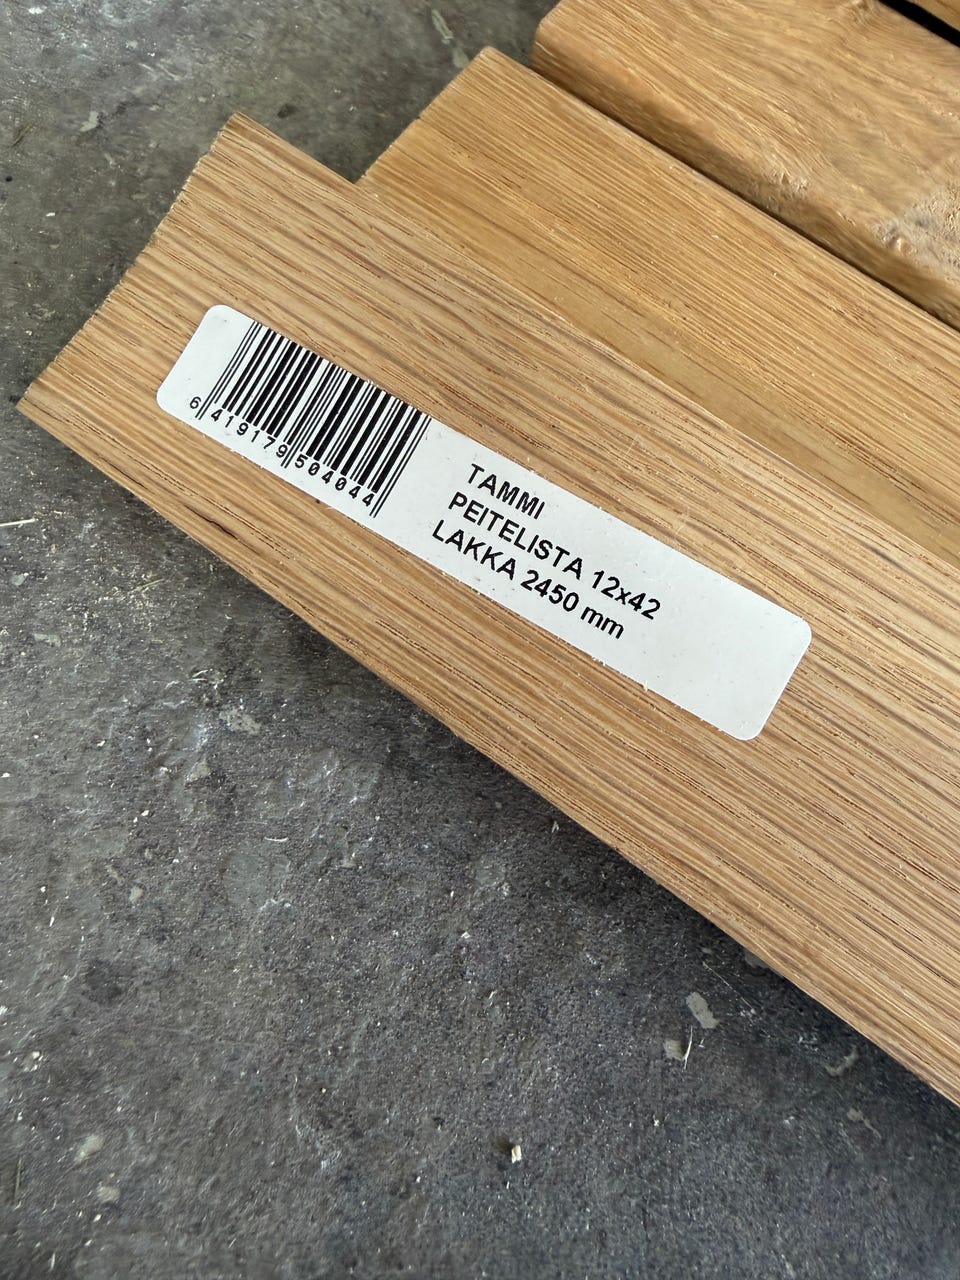 6 419179 504044
TAMMI
PEITELISTA 12x42
LAKKA 2450 mm